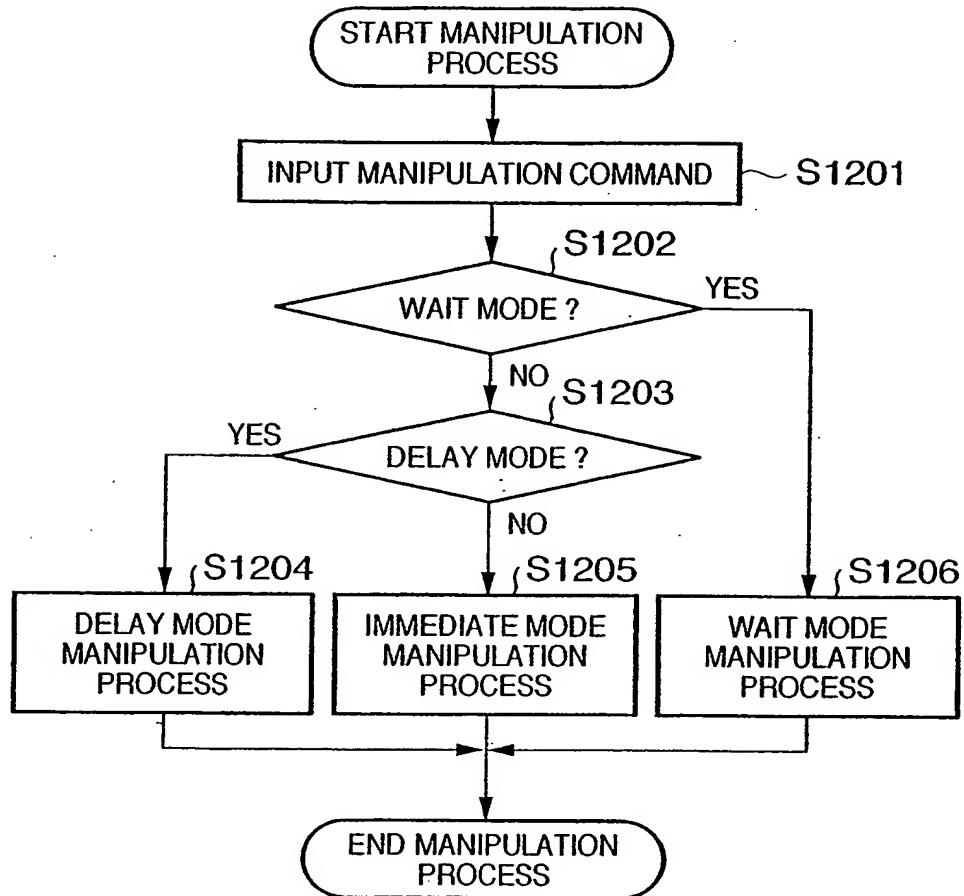 START MANIPULATION
PROCESS
INPUT MANIPULATION COMMAND
S1201
S1202
WAIT MODE ?
YES
NO
S1203
YES
DELAY MODE ?
NO
S1204
S1205
S1206
DELAY MODE
MANIPULATION
PROCESS
IMMEDIATE MODE
MANIPULATION
PROCESS
WAIT MODE
MANIPULATION
PROCESS
END MANIPULATION
PROCESS